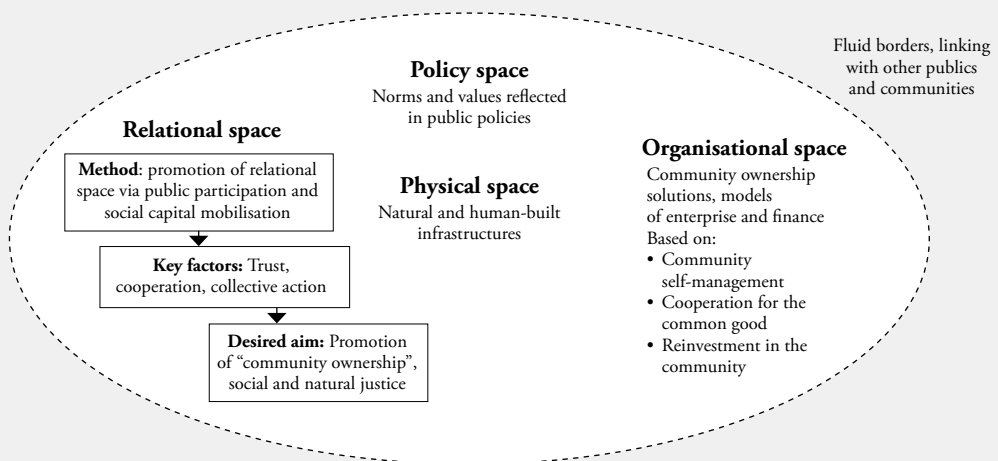 Fluid borders, linking
with other publics
and communities
Policy space
Norms and values reflected
in public policies
Relational space
Method: promotion of relational
space via public participation and
social capital mobilisation
Key factors: Trust,
cooperation, collective action
Desired aim: Promotion
of “community ownership”,
social and natural justice
Physical space
Natural and human-built
infrastructures
Organisational space
Community ownership
solutions, models
of enterprise and finance
Based on:
• Community
self-management
• Cooperation for the
common good
• Reinvestment in the
community